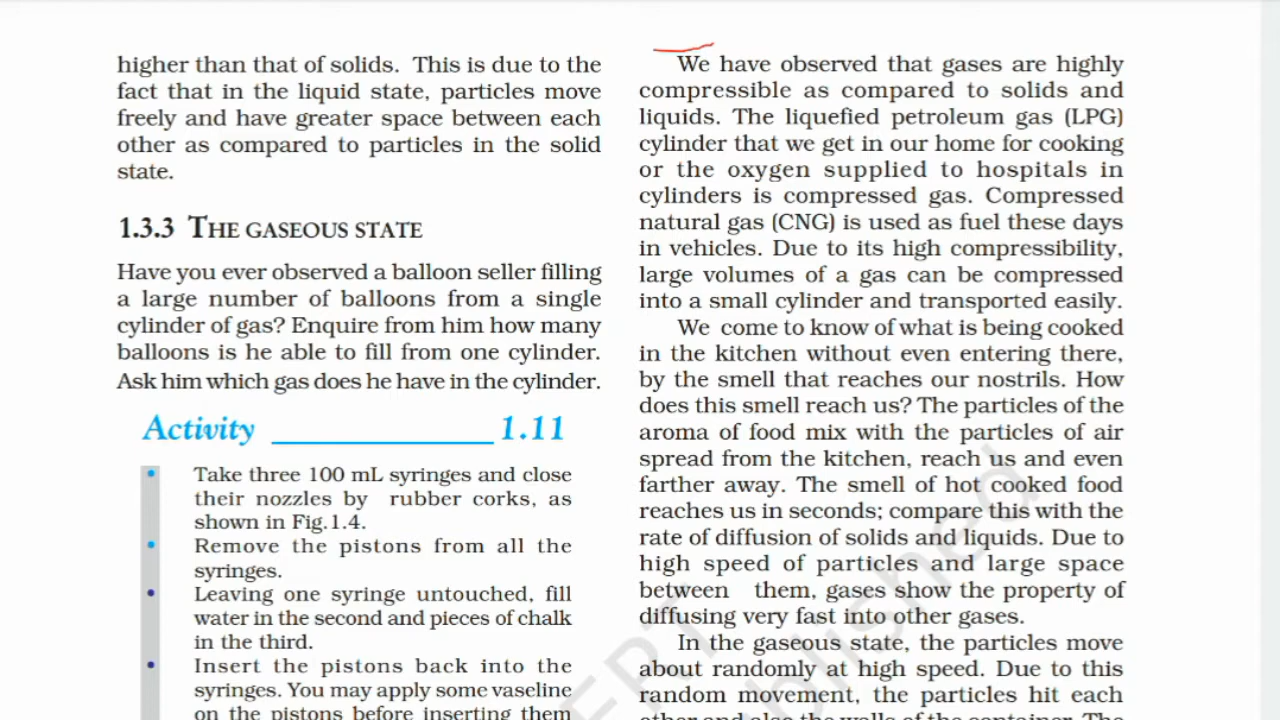 higher than that of solids. This is due to the
fact that in the liquid state, particles move
freely and have greater space between each
other as compared to particles in the solid
state.
1.3.3 THE GASEOUS STATE
Have you ever observed a balloon seller filling
a large number of balloons from a single
cylinder of gas? Enquire from him how many
balloons is he able to fill from one cylinder.
Ask him which gas does he have in the cylinder.
Activity ______________ 1.11
• Take three 100 mL syringes and close
their nozzles by rubber corks, as
shown in Fig.1.4.
• Remove the pistons from all the
syringes.
• Leaving one syringe untouched, fill
water in the second and pieces of chalk
in the third.
• Insert the pistons back into the
syringes. You may apply some vaseline
on the pistons before inserting them
We have observed that gases are highly
compressible as compared to solids and
liquids. The liquefied petroleum gas (LPG)
cylinder that we get in our home for cooking
or the oxygen supplied to hospitals in
cylinders is compressed gas. Compressed
natural gas (CNG) is used as fuel these days
in vehicles. Due to its high compressibility,
large volumes of a gas can be compressed
into a small cylinder and transported easily.
We come to know of what is being cooked
in the kitchen without even entering there,
by the smell that reaches our nostrils. How
does this smell reach us? The particles of the
aroma of food mix with the particles of air
spread from the kitchen, reach us and even
farther away. The smell of hot cooked food
reaches us in seconds; compare this with the
rate of diffusion of solids and liquids. Due to
high speed of particles and large space
between them, gases show the property of
diffusing very fast into other gases.
In the gaseous state, the particles move
about randomly at high speed. Due to this
random movement, the particles hit each
other and also the walls of the container. The